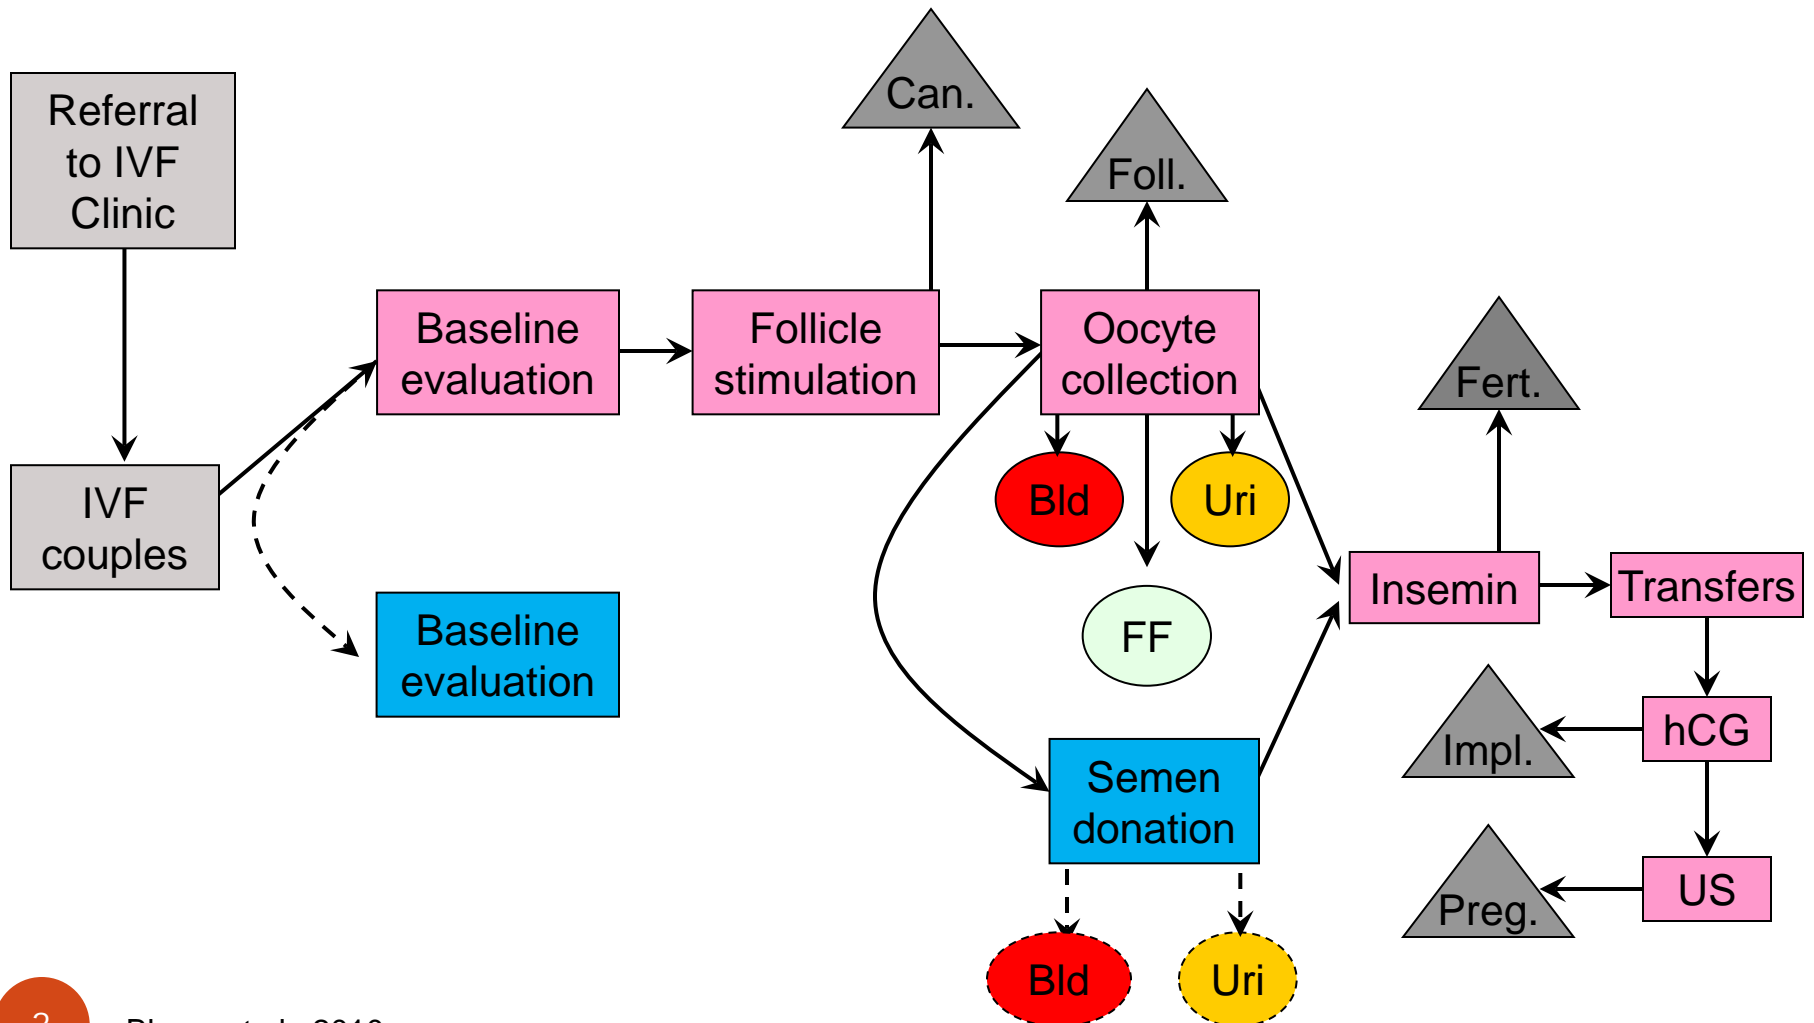 Referral
to IVF
Clinic
Can.
Foll.
Baseline
evaluation
Follicle
stimulation
Oocyte
collection
Fert.
IVF
couples
Bld
Uri
Insemin
Transfers
Baseline
evaluation
FF
Impl.
hCG
Semen
donation
Preg.
US
Bld
Uri